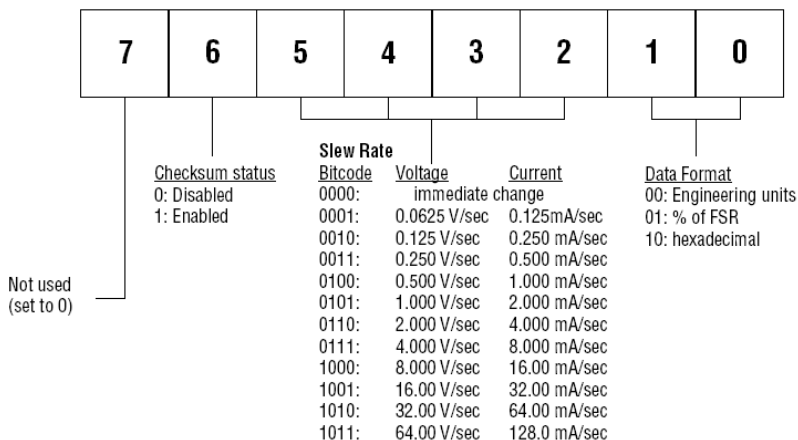 7 6 5 4 3 2 1 0
Checksum status
0: Disabled
1: Enabled
Not used
(set to 0)
Slew Rate
Bitcode Voltage Current
0000: immediate change
0001: 0.0625 V/sec 0.125mA/sec
0010: 0.125 V/sec 0.250 mA/sec
0011: 0.250 V/sec 0.500 mA/sec
0100: 0.500 V/sec 1.000 mA/sec
0101: 1.000 V/sec 2.000 mA/sec
0110: 2.000 V/sec 4.000 mA/sec
0111: 4.000 V/sec 8.000 mA/sec
1000: 8.000 V/sec 16.00 mA/sec
1001: 16.00 V/sec 32.00 mA/sec
1010: 32.00 V/sec 64.00 mA/sec
1011: 64.00 V/sec 128.0 mA/sec
Data Format
00: Engineering units
01: % of FSR
10: hexadecimal